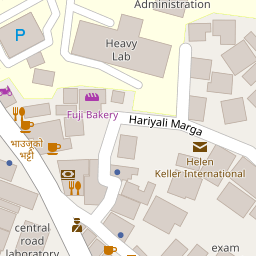 Administration
Heavy
Lab
P
Fuji Bakery
Hariyali Marga
भाउजुको
भट्टी
Helen
Keller International
central
road
laboratory
exam